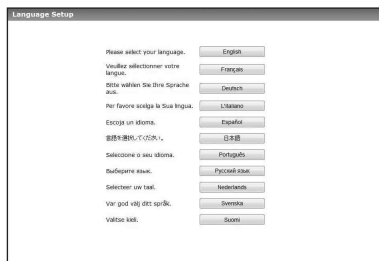 Language Setup
Please select your language.
English
Veuillez sélectionner votre
langue.
Français
Bitte wählen Sie Ihre Sprache
aus.
Deutsch
Per favore scelga la Sua lingua.
L'italiano
Escoja un idioma.
Español
言語を選択してください。
日本語
Seleccione o seu idioma.
Português
Выберите язык.
Русский язык
Selecteer uw taal.
Nederlands
Var god välj ditt språk.
Svenska
Valitse kieli.
Suomi